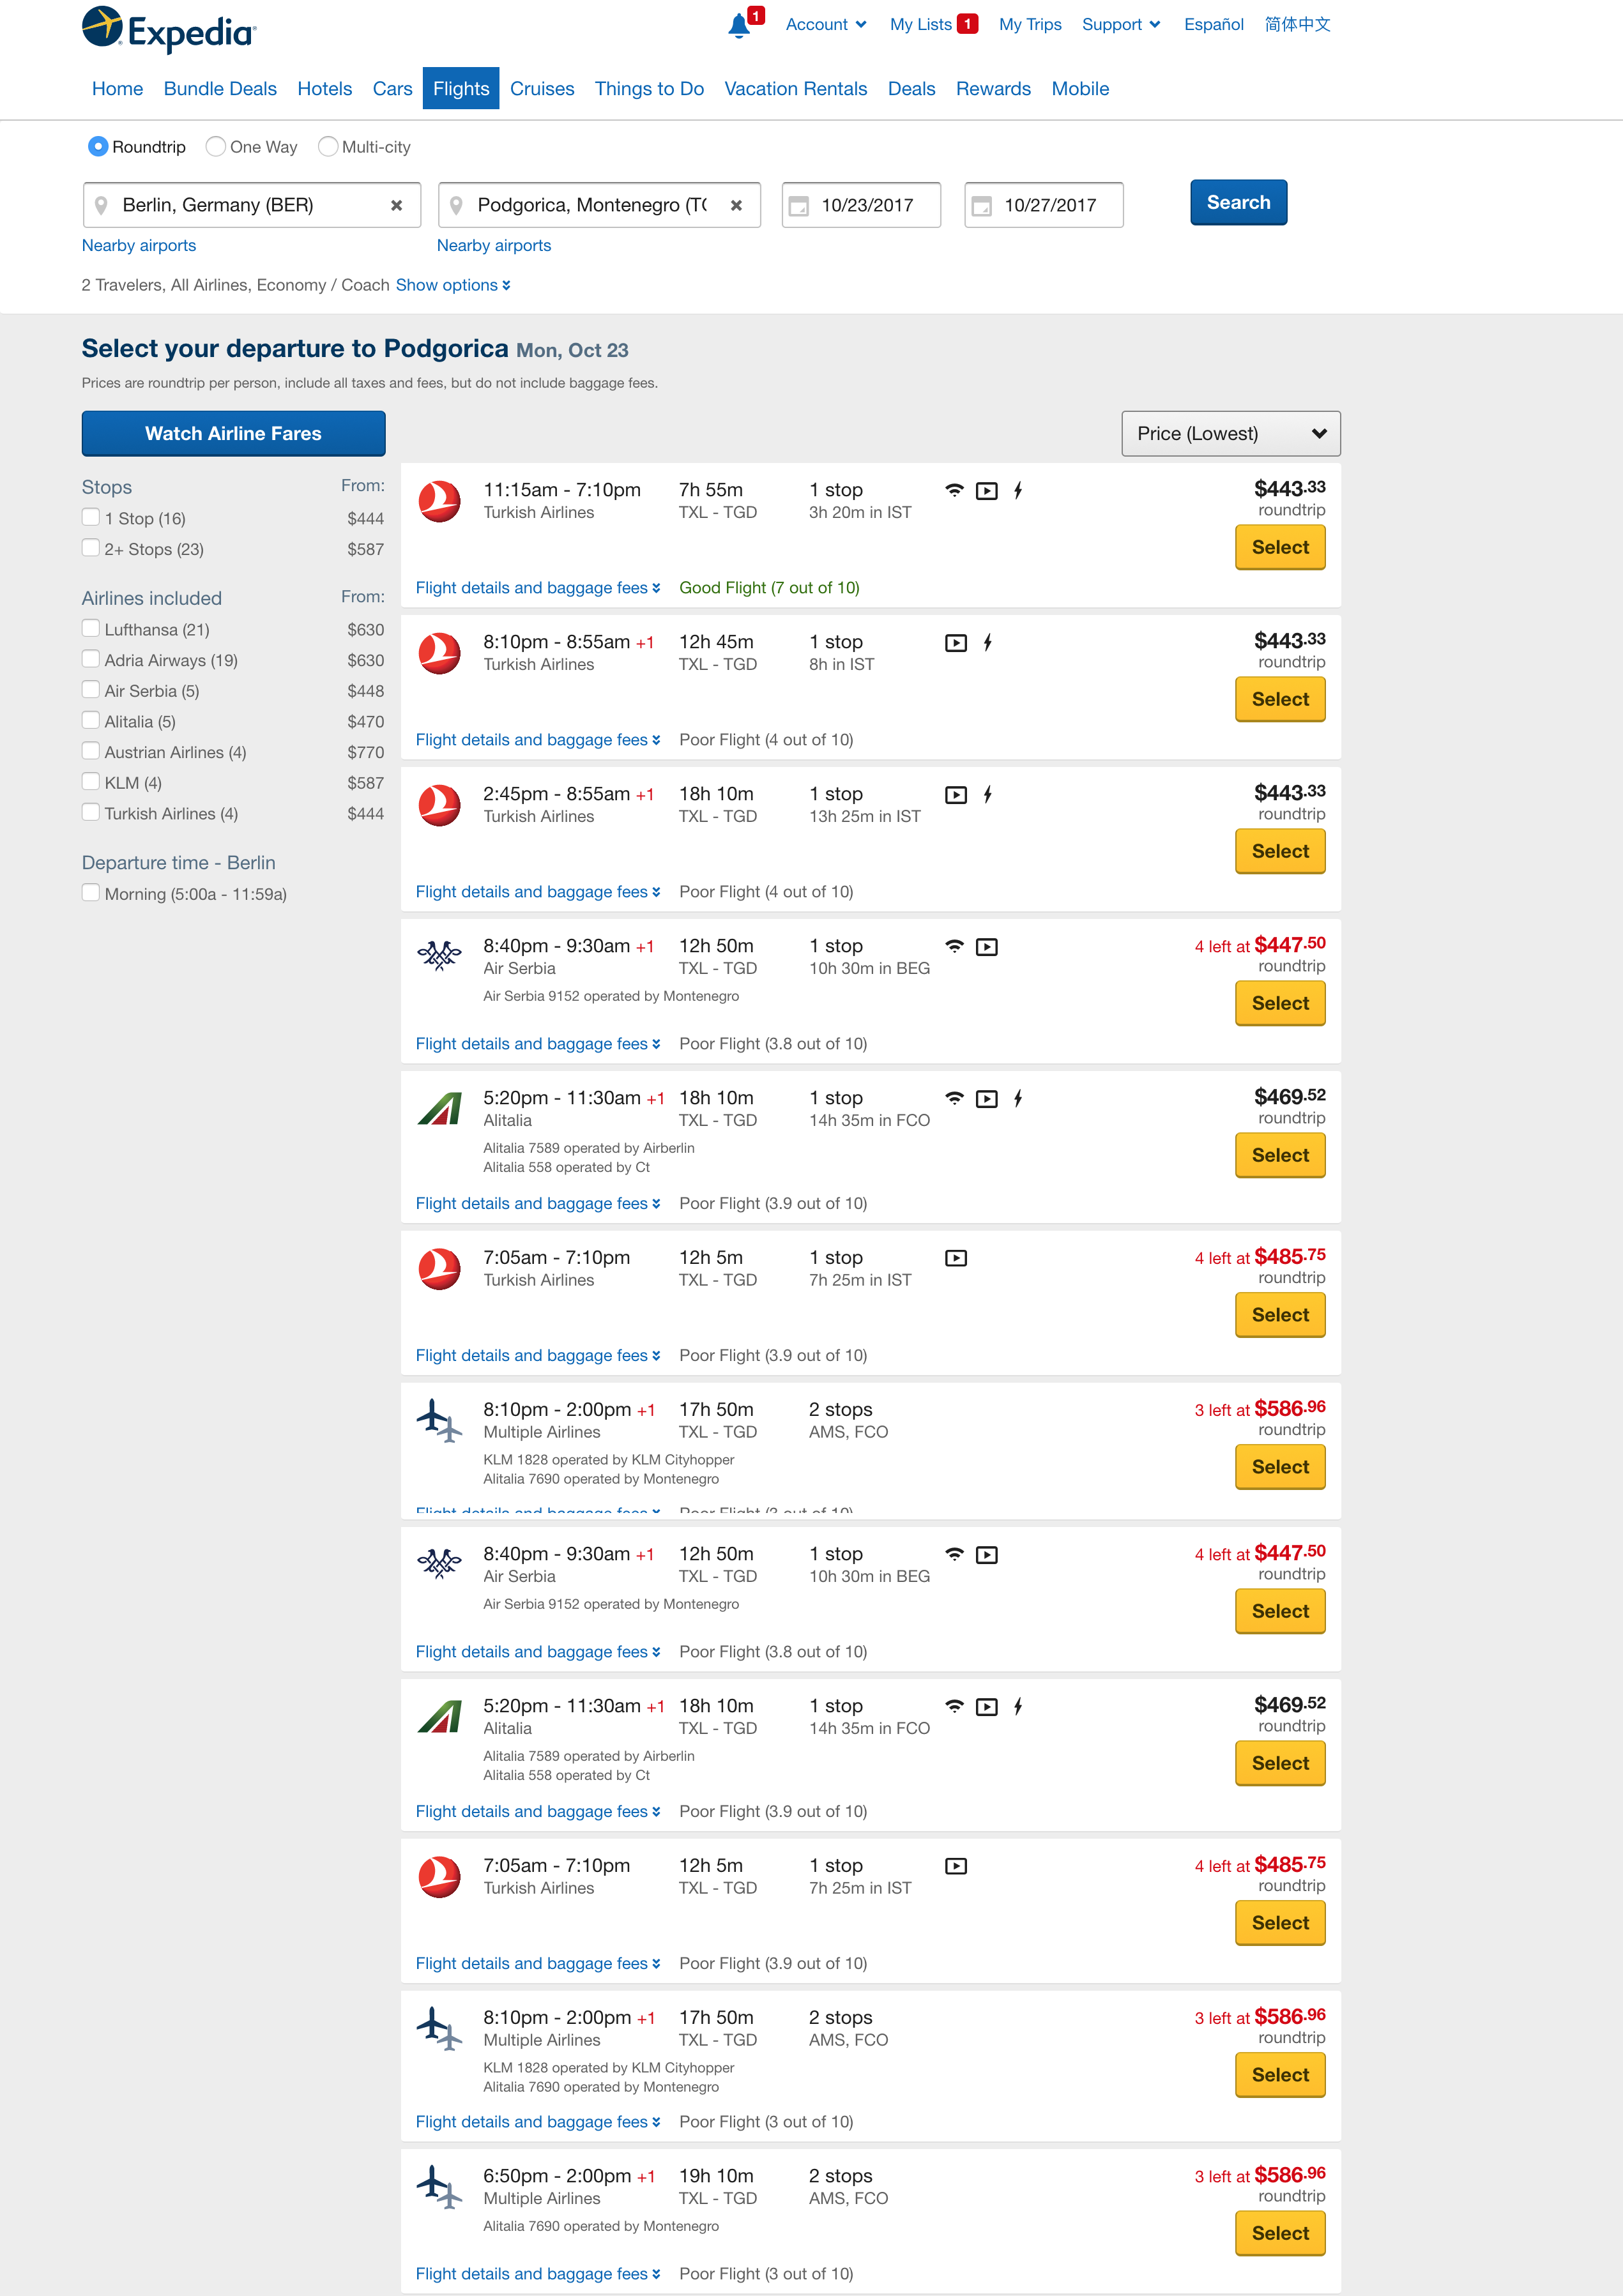 Expedia
1
Account
My Lists 1
My Trips
Support
Español
简体中文
Home
Bundle Deals
Hotels
Cars
Flights
Cruises
Things to Do
Vacation Rentals
Deals
Rewards
Mobile
Roundtrip
One Way
Multi-city
Berlin, Germany (BER)
Podgorica, Montenegro (TG
10/23/2017
10/27/2017
Search
Nearby airports
Nearby airports
2 Travelers, All Airlines, Economy / Coach Show options
Select your departure to Podgorica Mon, Oct 23
Prices are roundtrip per person, include all taxes and fees, but do not include baggage fees.
Watch Airline Fares
Price (Lowest)
Stops From:
1 Stop (16) $444
2+ Stops (23) $587
Airlines included From:
Lufthansa (21) $630
Adria Airways (19) $630
Air Serbia (5) $448
Alitalia (5) $470
Austrian Airlines (4) $770
KLM (4) $587
Turkish Airlines (4) $444
Departure time - Berlin
Morning (5:00a - 11:59a)
11:15am - 7:10pm 7h 55m 1 stop $443.33
Turkish Airlines TXL - TGD 3h 20m in IST roundtrip
Select
Flight details and baggage fees Good Flight (7 out of 10)
8:10pm - 8:55am +1 12h 45m 1 stop $443.33
Turkish Airlines TXL - TGD 8h in IST roundtrip
Select
Flight details and baggage fees Poor Flight (4 out of 10)
2:45pm - 8:55am +1 18h 10m 1 stop $443.33
Turkish Airlines TXL - TGD 13h 25m in IST roundtrip
Select
Flight details and baggage fees Poor Flight (4 out of 10)
8:40pm - 9:30am +1 12h 50m 1 stop 4 left at $447.50
Air Serbia TXL - TGD 10h 30m in BEG roundtrip
Air Serbia 9152 operated by Montenegro
Select
Flight details and baggage fees Poor Flight (3.8 out of 10)
5:20pm - 11:30am +1 18h 10m 1 stop $469.52
Alitalia TXL - TGD 14h 35m in FCO roundtrip
Alitalia 7589 operated by Airberlin
Alitalia 558 operated by Ct
Select
Flight details and baggage fees Poor Flight (3.9 out of 10)
7:05am - 7:10pm 12h 5m 1 stop 4 left at $485.75
Turkish Airlines TXL - TGD 7h 25m in IST roundtrip
Select
Flight details and baggage fees Poor Flight (3.9 out of 10)
8:10pm - 2:00pm +1 17h 50m 2 stops 3 left at $586.96
Multiple Airlines TXL - TGD AMS, FCO roundtrip
KLM 1828 operated by KLM Cityhopper
Alitalia 7690 operated by Montenegro
Select
Flight details and baggage fees Poor Flight (3 out of 10)
8:40pm - 9:30am +1 12h 50m 1 stop 4 left at $447.50
Air Serbia TXL - TGD 10h 30m in BEG roundtrip
Air Serbia 9152 operated by Montenegro
Select
Flight details and baggage fees Poor Flight (3.8 out of 10)
5:20pm - 11:30am +1 18h 10m 1 stop $469.52
Alitalia TXL - TGD 14h 35m in FCO roundtrip
Alitalia 7589 operated by Airberlin
Alitalia 558 operated by Ct
Select
Flight details and baggage fees Poor Flight (3.9 out of 10)
7:05am - 7:10pm 12h 5m 1 stop 4 left at $485.75
Turkish Airlines TXL - TGD 7h 25m in IST roundtrip
Select
Flight details and baggage fees Poor Flight (3.9 out of 10)
8:10pm - 2:00pm +1 17h 50m 2 stops 3 left at $586.96
Multiple Airlines TXL - TGD AMS, FCO roundtrip
KLM 1828 operated by KLM Cityhopper
Alitalia 7690 operated by Montenegro
Select
Flight details and baggage fees Poor Flight (3 out of 10)
6:50pm - 2:00pm +1 19h 10m 2 stops 3 left at $586.96
Multiple Airlines TXL - TGD AMS, FCO roundtrip
Alitalia 7690 operated by Montenegro
Select
Flight details and baggage fees Poor Flight (3 out of 10)